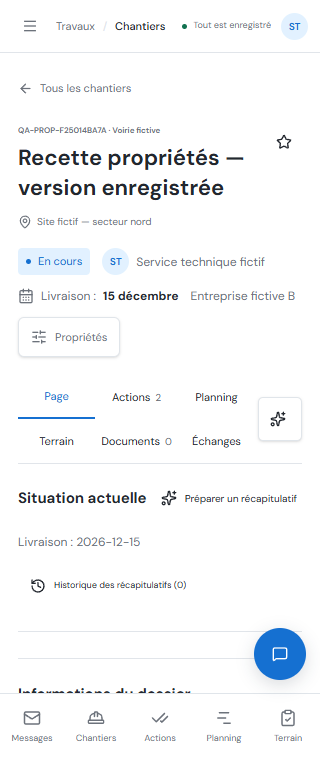 Travaux / Chantiers
Tout est enregistré
ST
Tous les chantiers
QA-PROP-F25014BA7A · Voirie fictive
Recette propriétés —
version enregistrée
Site fictif — secteur nord
En cours
ST
Service technique fictif
Livraison : 15 décembre
Entreprise fictive B
Propriétés
Page
Actions 2
Planning
Terrain
Documents 0
Échanges
Situation actuelle
Préparer un récapitulatif
Livraison : 2026-12-15
Historique des récapitulatifs (0)
Informations du dossier
Messages
Chantiers
Actions
Planning
Terrain